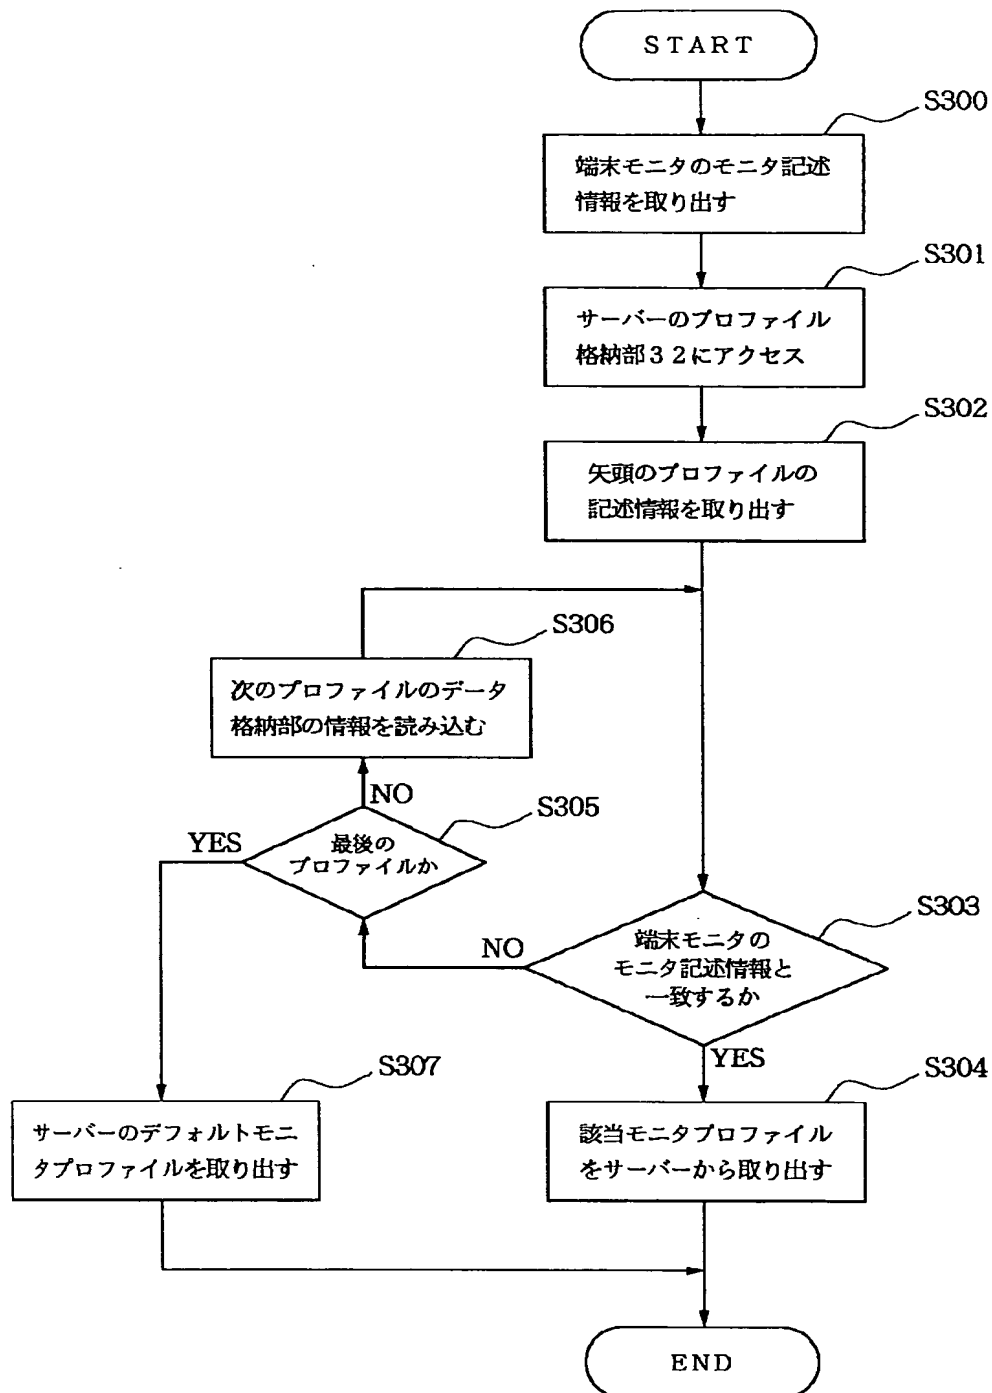 START
S300
端末モニタのモニタ記述
情報を取り出す
S301
サーバーのプロファイル
格納部32にアクセス
S302
矢頭のプロファイルの
記述情報を取り出す
S306
次のプロファイルのデータ
格納部の情報を読み込む
NO
S305
YES
最後の
プロファイルか
S303
NO
端末モニタの
モニタ記述情報と
一致するか
YES
S307
サーバーのデフォルトモニ
タプロファイルを取り出す
S304
該当モニタプロファイル
をサーバーから取り出す
END